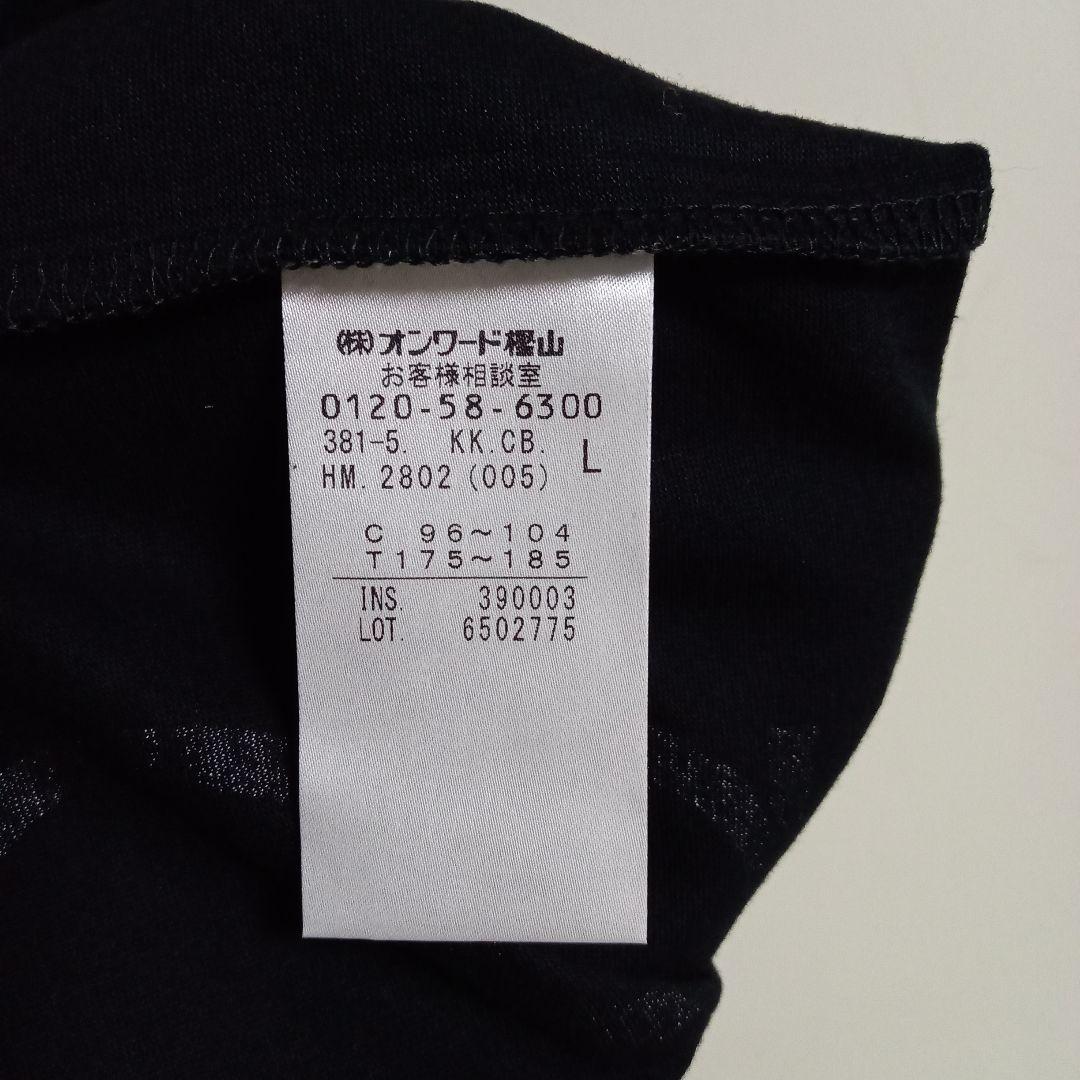 (株)オンワード樫山
お客様相談室
0120-58-6300
381-5. KK.CB. L
HM. 2802 (005)
C 96~104
T175~185
INS. 390003
LOT. 6502775